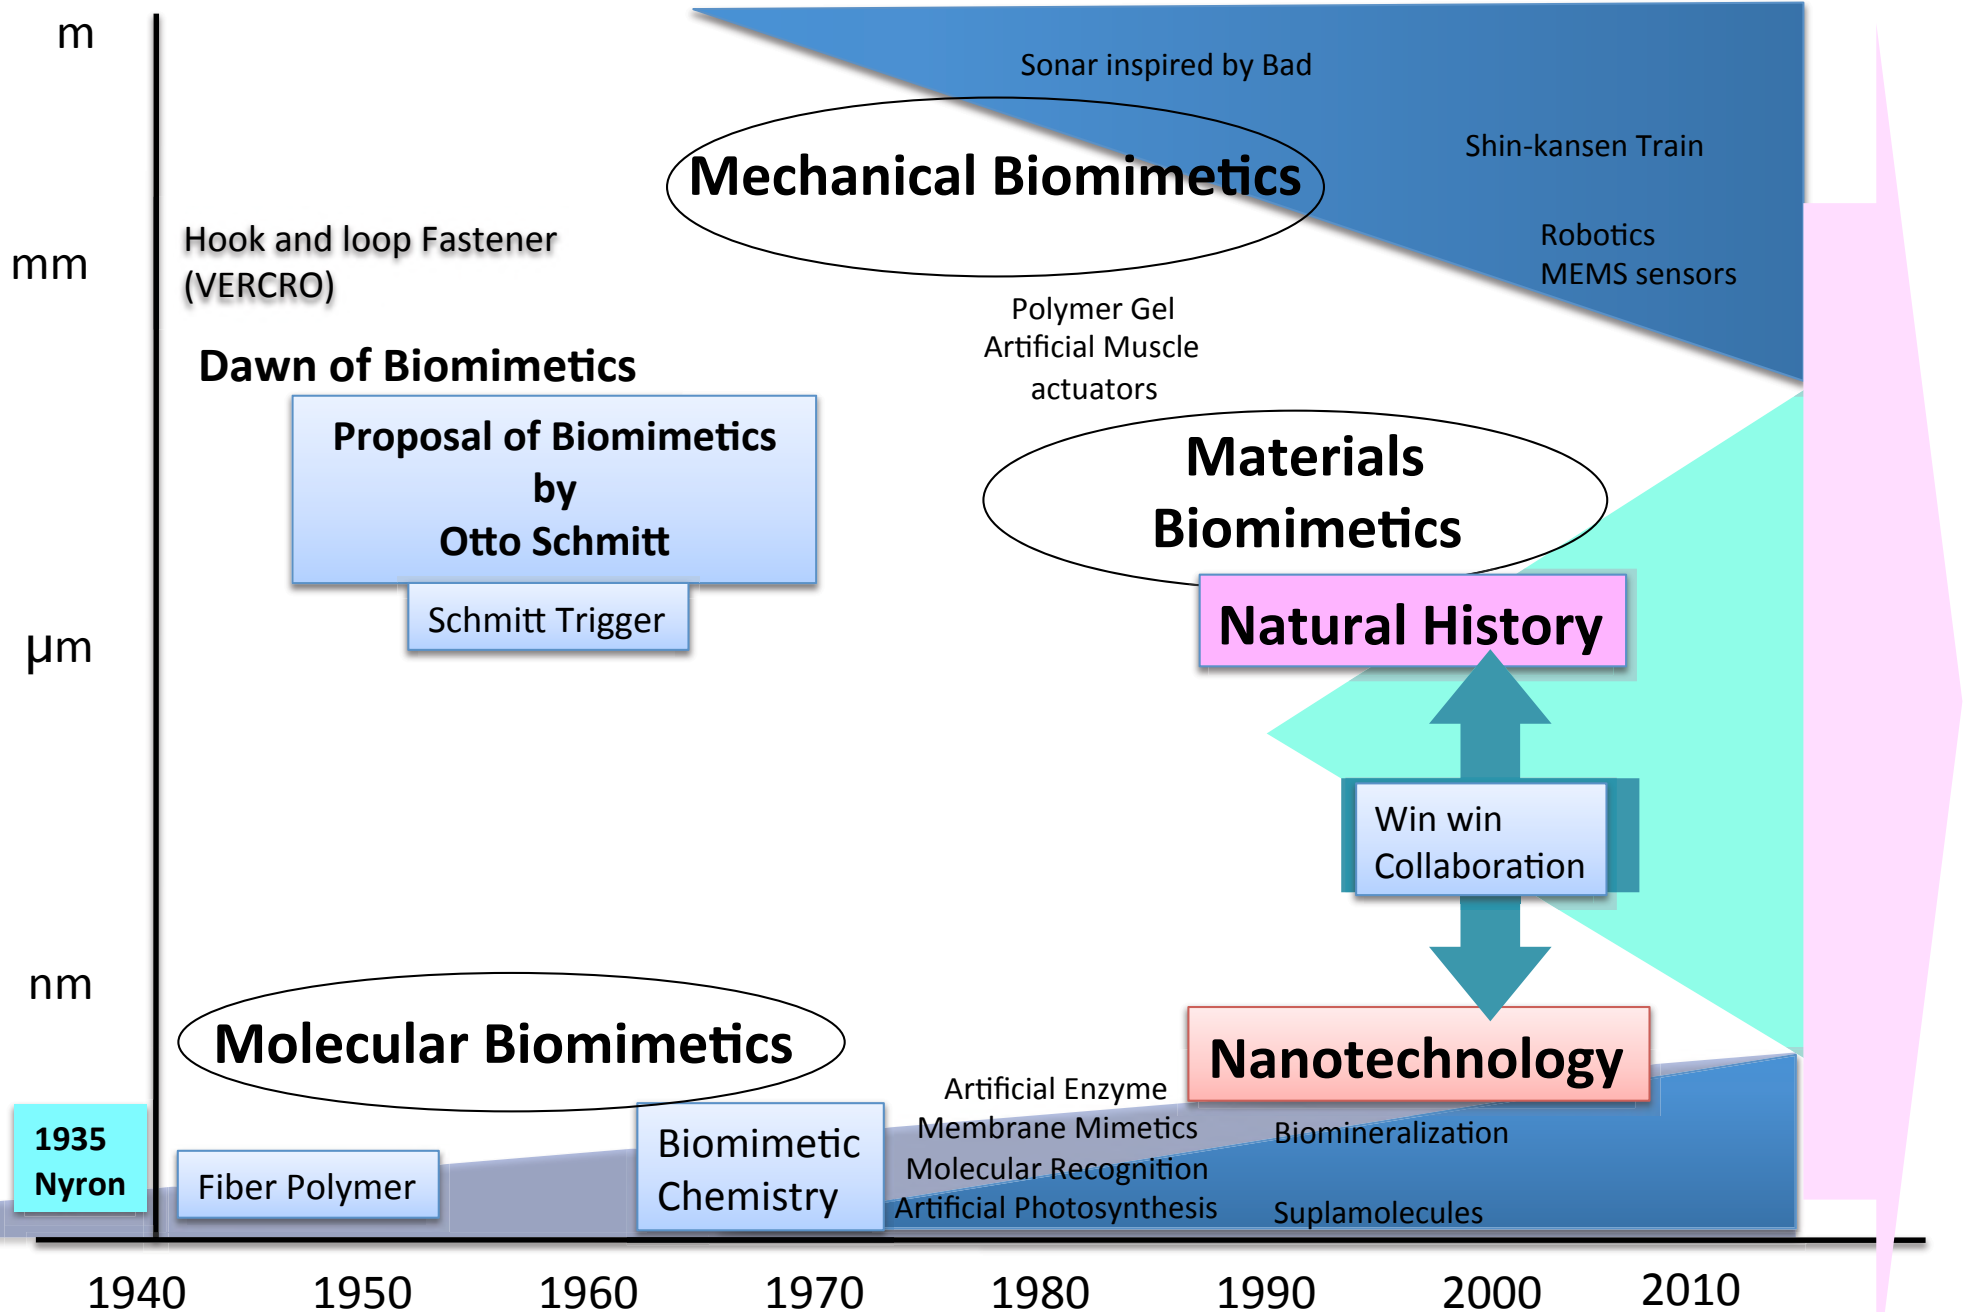 m
Sonar inspired by Bad
Mechanical Biomimetics
Shin-kansen Train
Hook and loop Fastener
(VERCRO)
mm
Robotics
MEMS sensors
Polymer Gel
Artificial Muscle
actuators
Dawn of Biomimetics
Proposal of Biomimetics
by
Otto Schmitt
Schmitt Trigger
Materials
Biomimetics
Natural History
µm
Win win
Collaboration
nm
Molecular Biomimetics
Nanotechnology
1935
Nyron
Fiber Polymer
Biomimetic
Chemistry
Artificial Enzyme
Membrane Mimetics
Molecular Recognition
Artificial Photosynthesis
Biomineralization
Suplamolecules
1940 1950 1960 1970 1980 1990 2000 2010